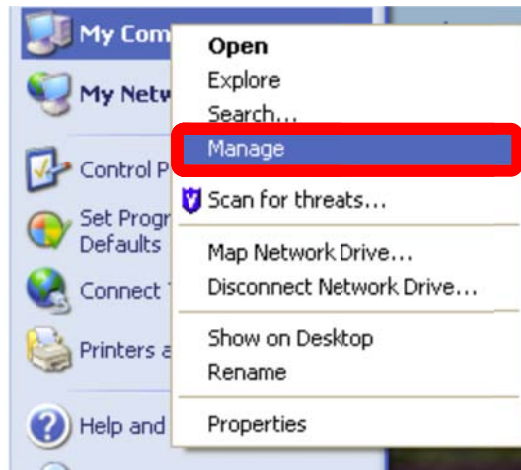 My Com
My Netw
Control P
Set Progr
Defaults
Connect
Printers a
Help and
Open
Explore
Search...
Manage
Scan for threats...
Map Network Drive...
Disconnect Network Drive...
Show on Desktop
Rename
Properties